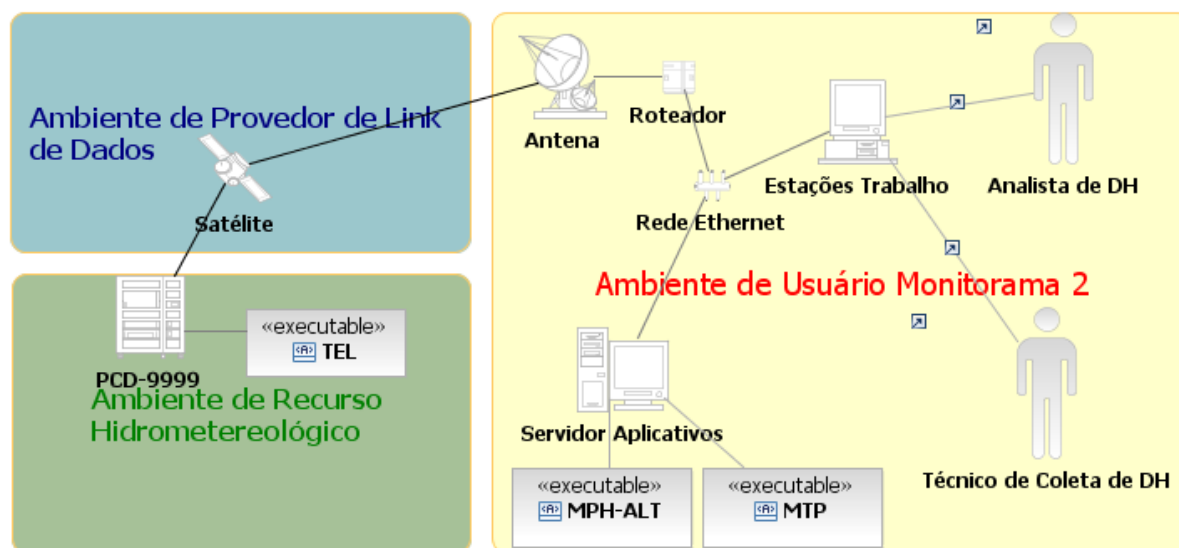 Ambiente de Provedor de Link
de Dados
Satélite
PCD-9999
«executable»
TEL
Ambiente de Recurso
Hidrometereológico
Antena
Roteador
Rede Ethernet
Estações Trabalho
Analista de DH
Ambiente de Usuário Monitorama 2
Servidor Aplicativos
Técnico de Coleta de DH
«executable»
MPH-ALT
«executable»
MTP